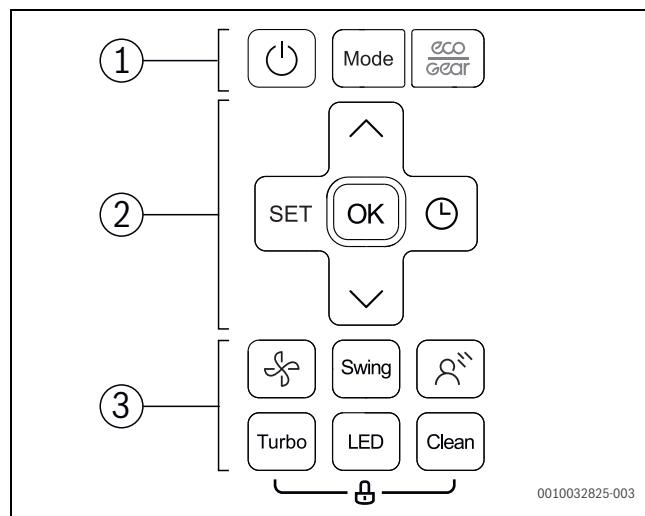 1
Mode
eco
Gear
2
SET
OK
3
Swing
Turbo
LED
Clean
0010032825-003